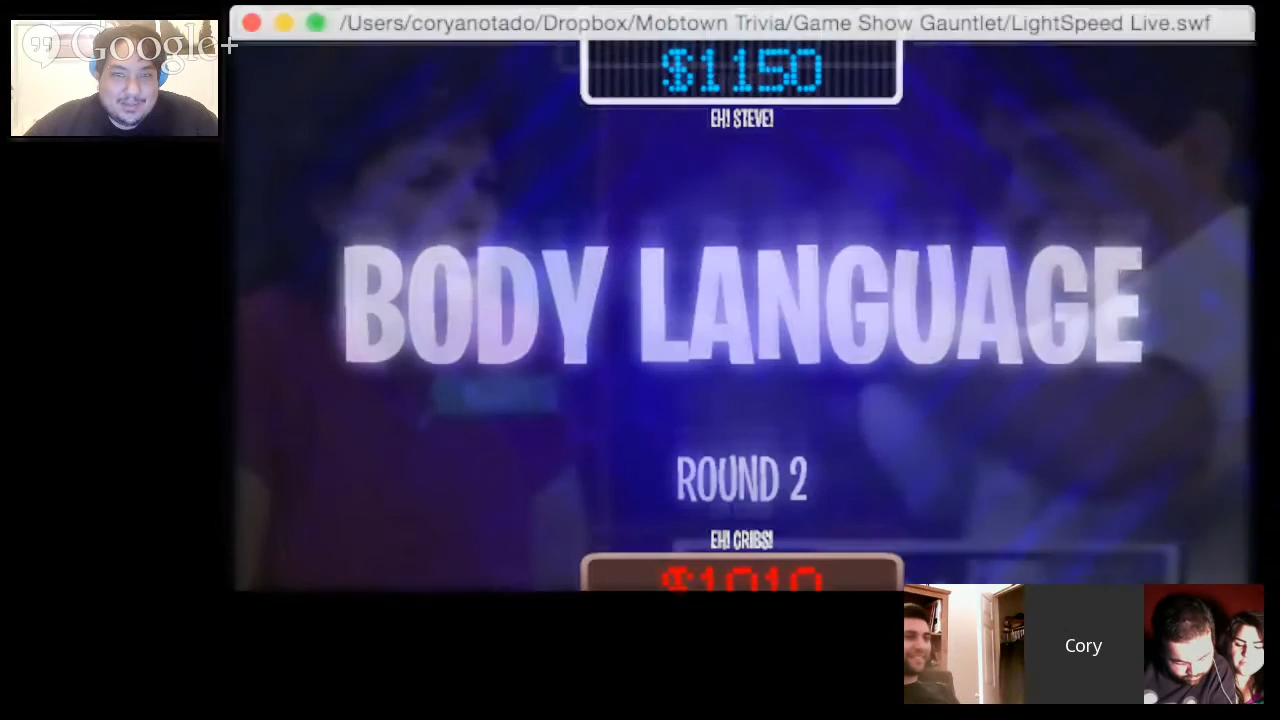 Google+
/Users/coryanotado/Dropbox/Mobtown Trivia/Game Show Gauntlet/LightSpeed Live.swf
$1150
EH! STEVE!
BODY LANGUAGE
ROUND 2
EH! CRIBS!
$1010
Cory